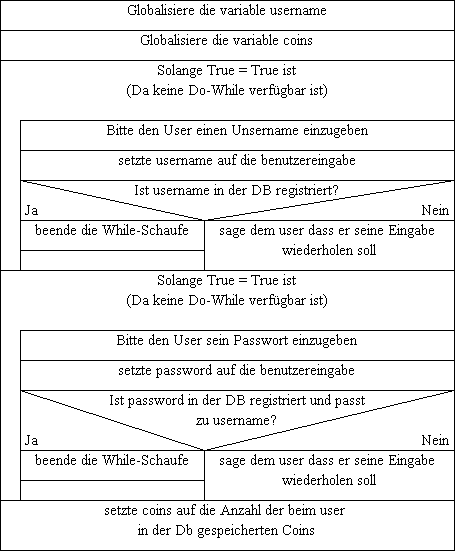 Globalisiere die variable username
Globalisiere die variable coins
Solange True = True ist
(Da keine Do-While verfügbar ist)
Bitte den User einen Unsername einzugeben
setzte username auf die benutzereingabe
Ist username in der DB registriert?
Ja
Nein
beende die While-Schaufe
sage dem user dass er seine Eingabe
wiederholen soll
Solange True = True ist
(Da keine Do-While verfügbar ist)
Bitte den User sein Passwort einzugeben
setzte password auf die benutzereingabe
Ist password in der DB registriert und passt
zu username?
Ja
Nein
beende die While-Schaufe
sage dem user dass er seine Eingabe
wiederholen soll
setzte coins auf die Anzahl der beim user
in der Db gespeicherten Coins